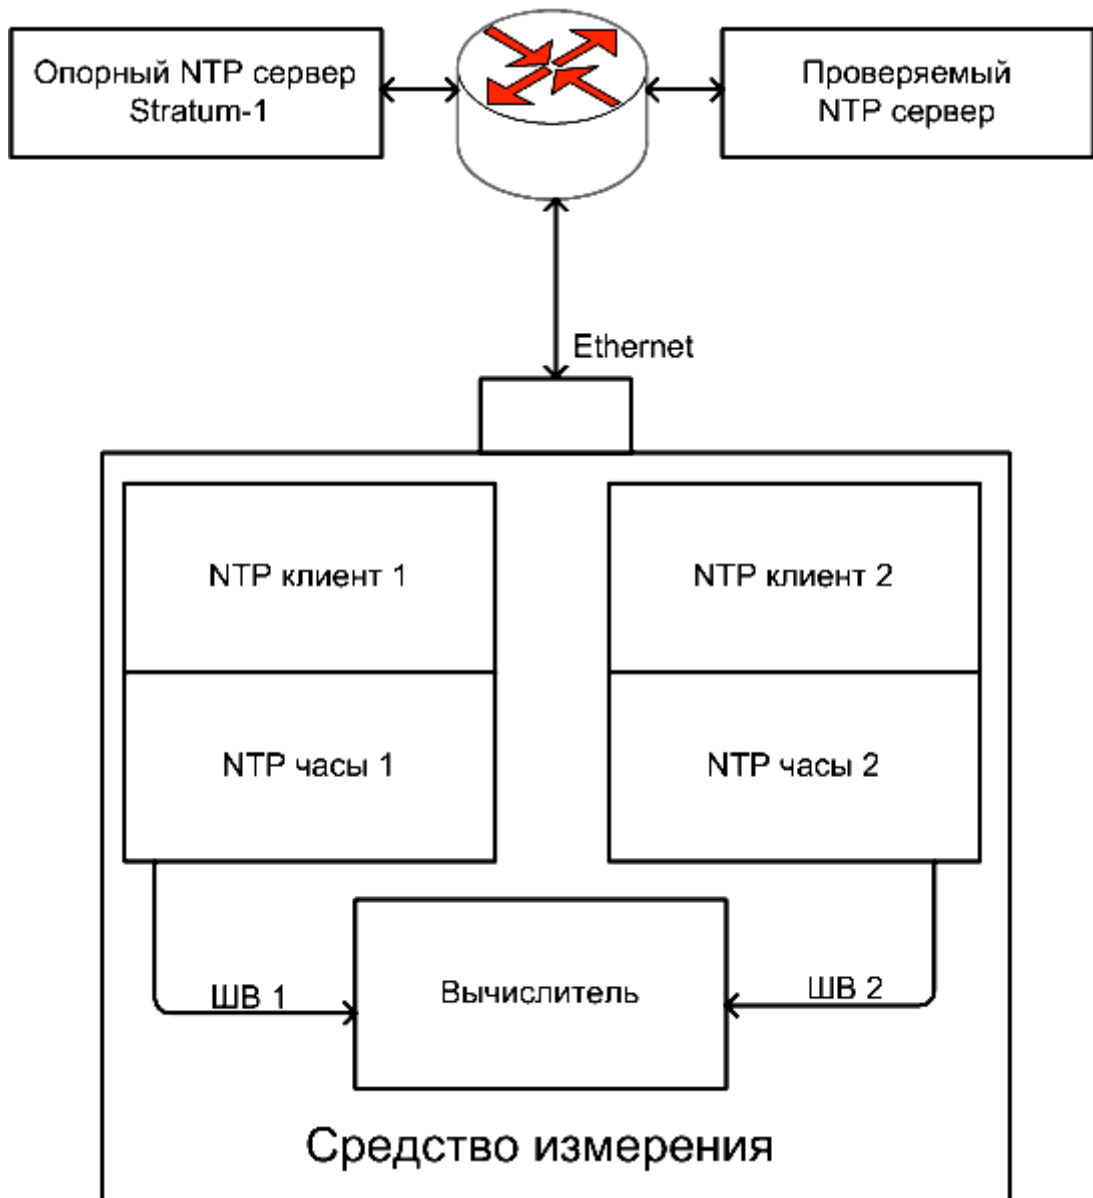 Опорный NTP сервер
Stratum-1
Проверяемый
NTP сервер
Ethernet
NTP клиент 1
NTP клиент 2
NTP часы 1
NTP часы 2
ШВ 1
Вычислитель
ШВ 2
Средство измерения